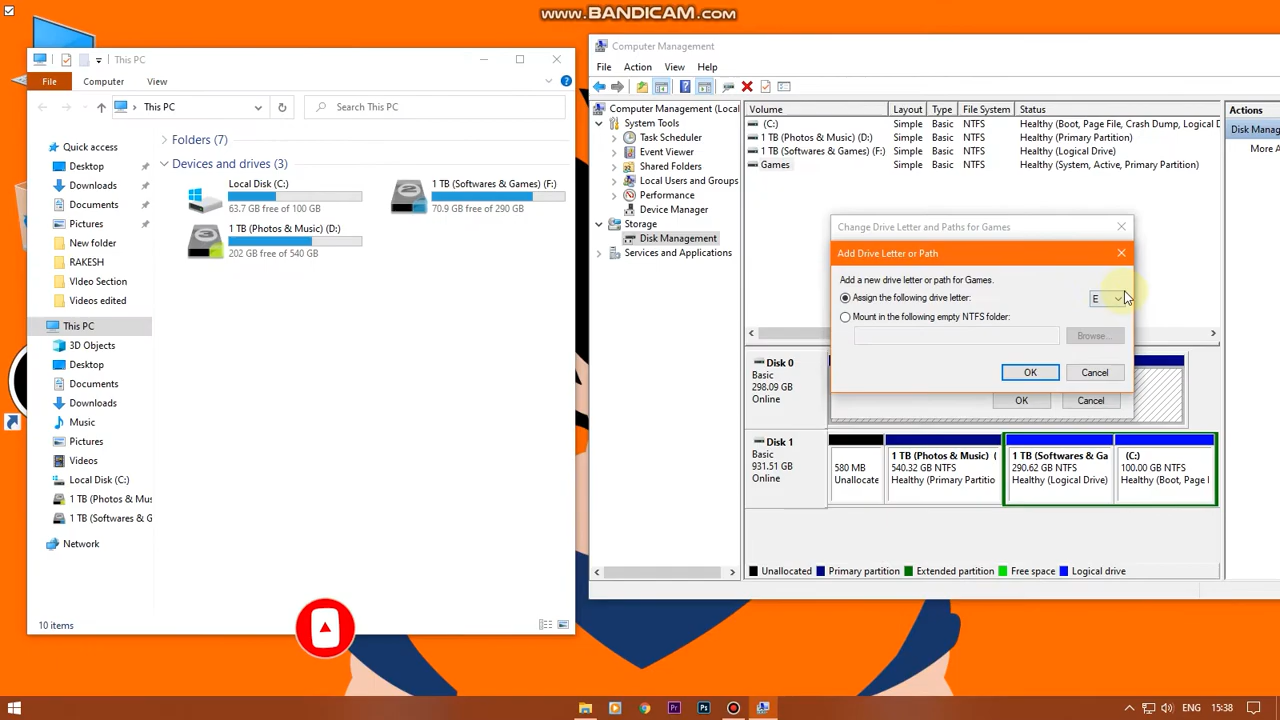 www.BANDICAM.com
This PC
File
Computer
View
This PC
Search This PC
Quick access
Desktop
Downloads
Documents
Pictures
New folder
RAKESH
VIdeo Section
Videos edited
This PC
3D Objects
Desktop
Documents
Downloads
Music
Pictures
Videos
Local Disk (C:)
1 TB (Photos & Mus
1 TB (Softwares & G
Network
Folders (7)
Devices and drives (3)
Local Disk (C:)
63.7 GB free of 100 GB
1 TB (Softwares & Games) (F:)
70.9 GB free of 290 GB
1 TB (Photos & Music) (D:)
202 GB free of 540 GB
10 items
Computer Management
File Action View Help
Computer Management (Local
System Tools
Task Scheduler
Event Viewer
Shared Folders
Local Users and Groups
Performance
Device Manager
Storage
Disk Management
Services and Applications
Volume Layout Type File System Status
(C:) Simple Basic NTFS Healthy (Boot, Page File, Crash Dump, Logical D
1 TB (Photos & Music) (D:) Simple Basic NTFS Healthy (Primary Partition)
1 TB (Softwares & Games) (F:) Simple Basic NTFS Healthy (Logical Drive)
Games Simple Basic NTFS Healthy (System, Active, Primary Partition)
Actions
Disk Manag
More A
Change Drive Letter and Paths for Games
Add Drive Letter or Path
Add a new drive letter or path for Games.
Assign the following drive letter:
E
Mount in the following empty NTFS folder:
Browse...
OK Cancel
OK Cancel
Disk 0
Basic
298.09 GB
Online
Disk 1
Basic
931.51 GB
Online
580 MB
Unallocate
1 TB (Photos & Music) (
540.32 GB NTFS
Healthy (Primary Partitio
1 TB (Softwares & Ga
290.62 GB NTFS
Healthy (Logical Drive)
(C:)
100.00 GB NTFS
Healthy (Boot, Page
Unallocated Primary partition Extended partition Free space Logical drive
Pr
Ps
ENG 15:38